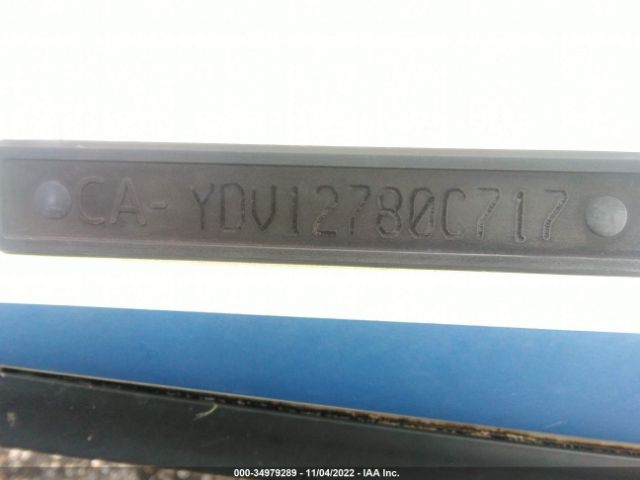 CA- YDV12780C717
000-34979289 - 11/04/2022 - IAA Inc.